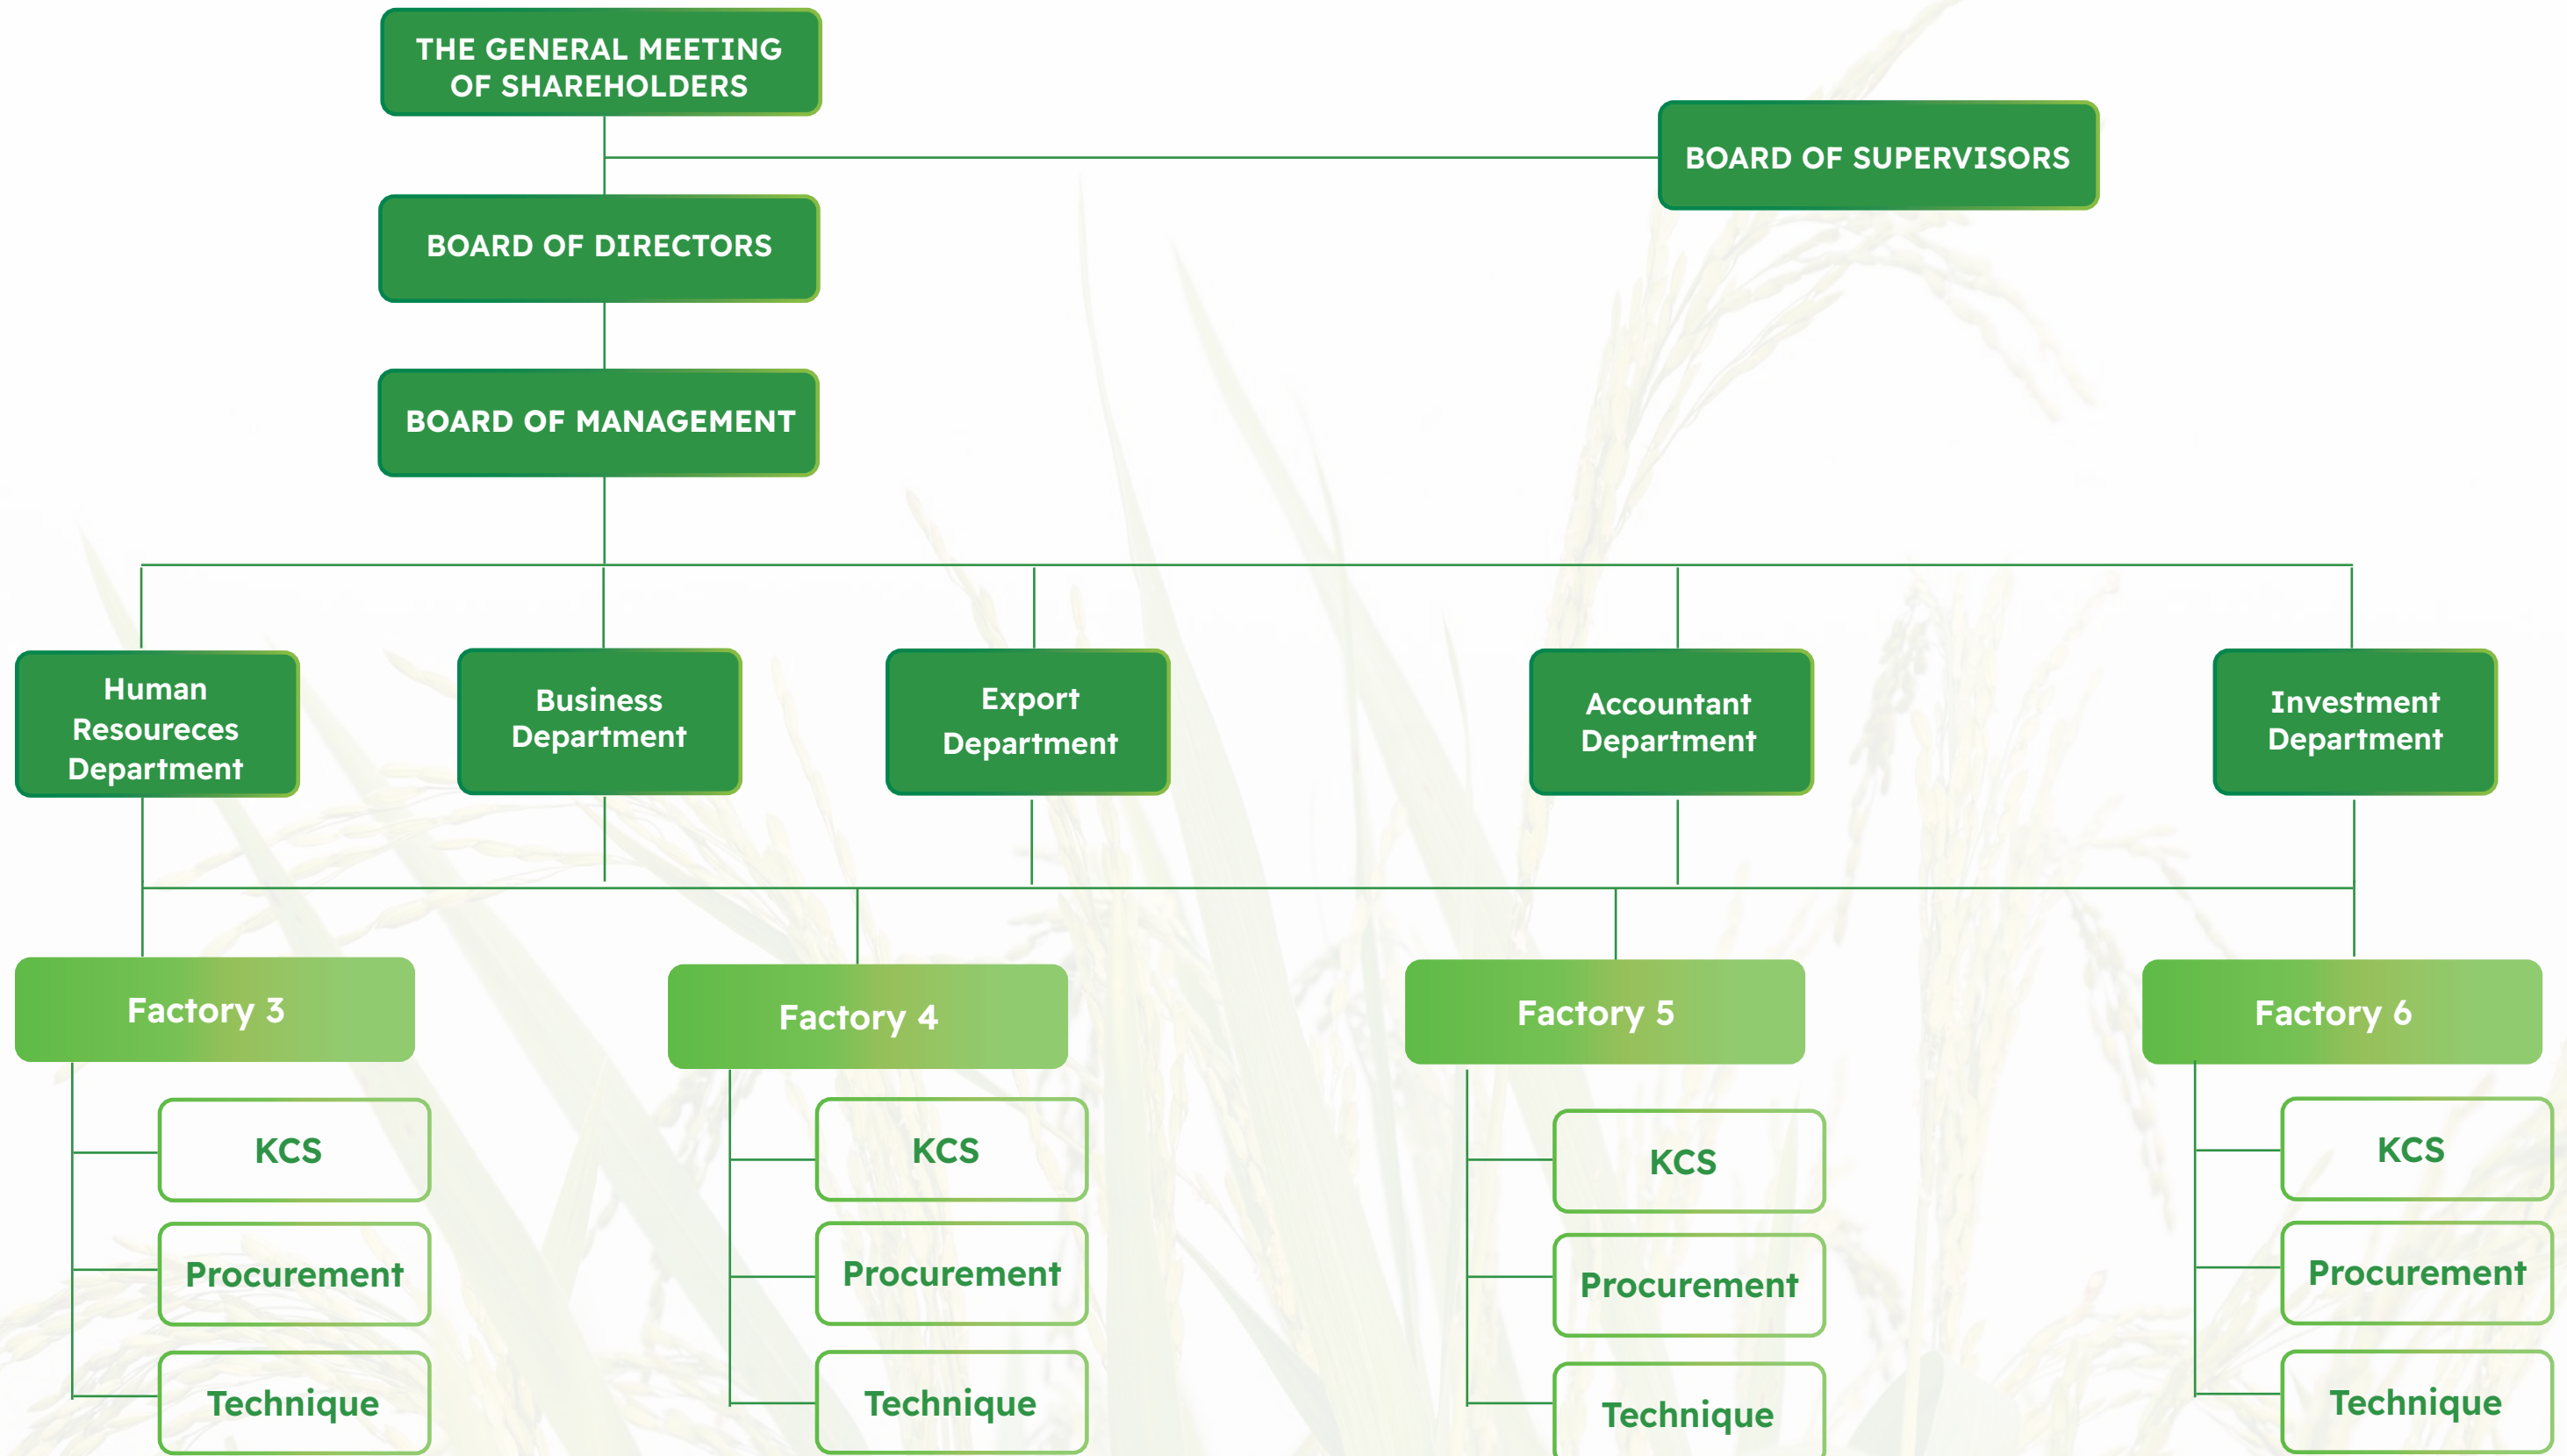 THE GENERAL MEETING
OF SHAREHOLDERS
BOARD OF SUPERVISORS
BOARD OF DIRECTORS
BOARD OF MANAGEMENT
Human
Resoureces
Department
Business
Department
Export
Department
Accountant
Department
Investment
Department
Factory 3
Factory 4
Factory 5
Factory 6
KCS
Procurement
Technique
KCS
Procurement
Technique
KCS
Procurement
Technique
KCS
Procurement
Technique